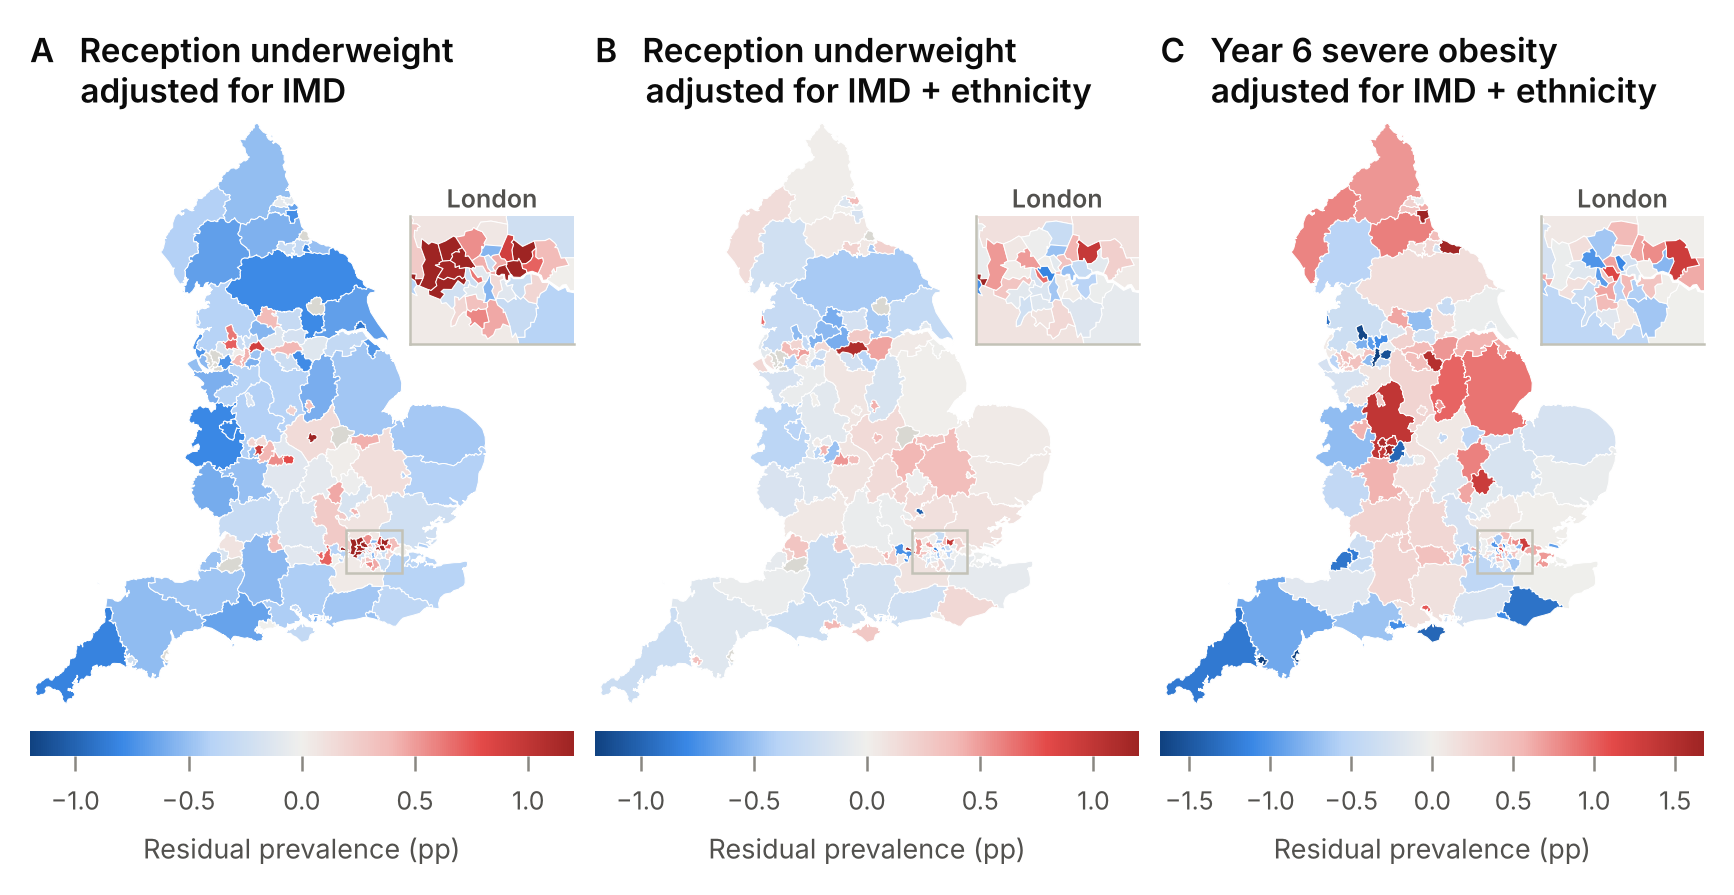 A Reception underweight
adjusted for IMD
London
−1.0 −0.5 0.0 0.5 1.0
Residual prevalence (pp)
B Reception underweight
adjusted for IMD + ethnicity
London
−1.0 −0.5 0.0 0.5 1.0
Residual prevalence (pp)
C Year 6 severe obesity
adjusted for IMD + ethnicity
London
−1.5 −1.0 −0.5 0.0 0.5 1.0 1.5
Residual prevalence (pp)